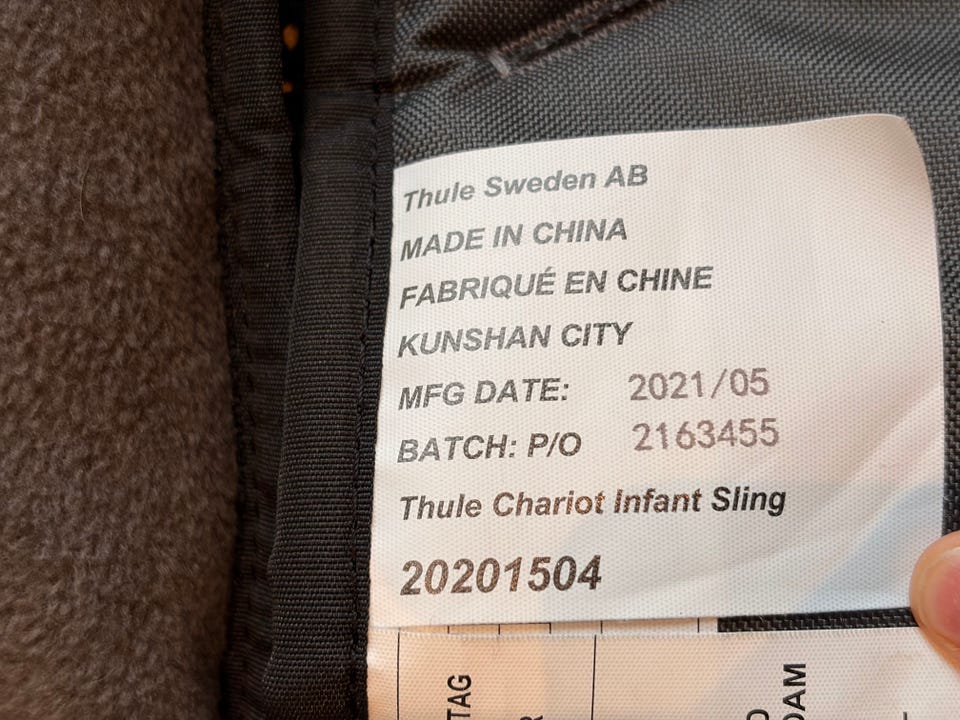 Thule Sweden AB
MADE IN CHINA
FABRIQUÉ EN CHINE
KUNSHAN CITY
MFG DATE: 2021/05
BATCH: P/O 2163455
Thule Chariot Infant Sling
20201504
TAG